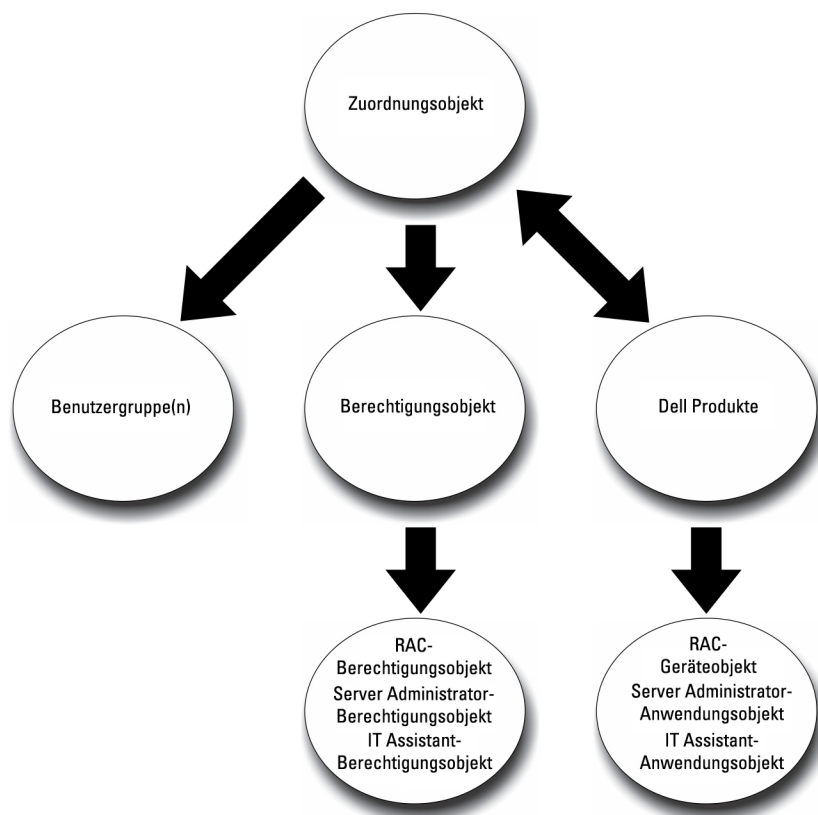 Zuordnungsobjekt
Benutzergruppe(n)
Berechtigungsobjekt
Dell Produkte
RAC-
Berechtigungsobjekt
Server Administrator-
Berechtigungsobjekt
IT Assistant-
Berechtigungsobjekt
RAC-
Geräteobjekt
Server Administrator-
Anwendungsobjekt
IT Assistant-
Anwendungsobjekt